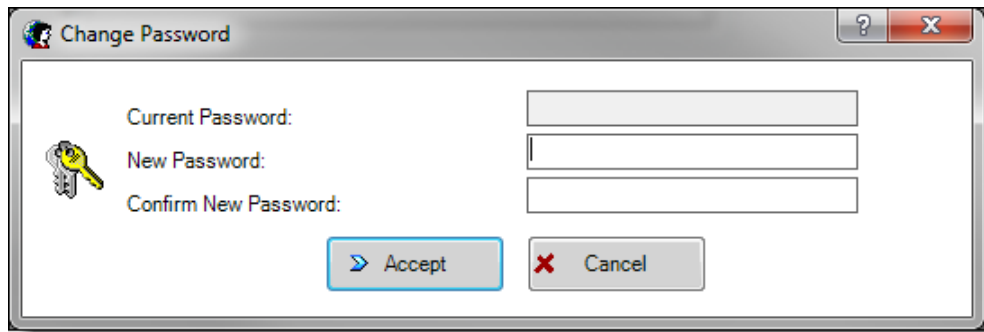 Change Password
Current Password:
New Password:
Confirm New Password:
Accept
Cancel